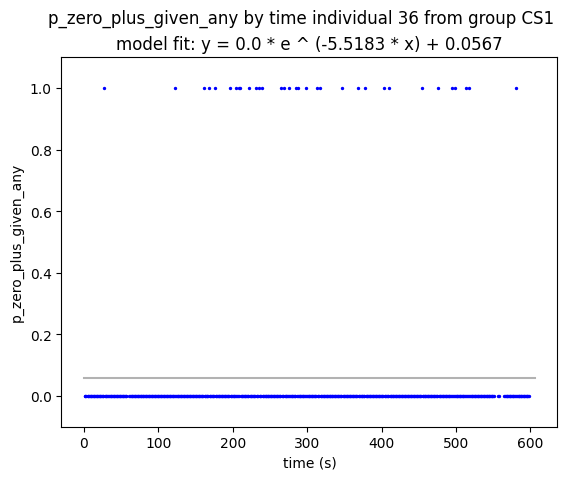 p_zero_plus_given_any by time individual 36 from group CS1
model fit: y = 0.0 * e ^ (-5.5183 * x) + 0.0567
1.0
0.8
0.6
0.4
0.2
0.0
p_zero_plus_given_any
0 100 200 300 400 500 600
time (s)